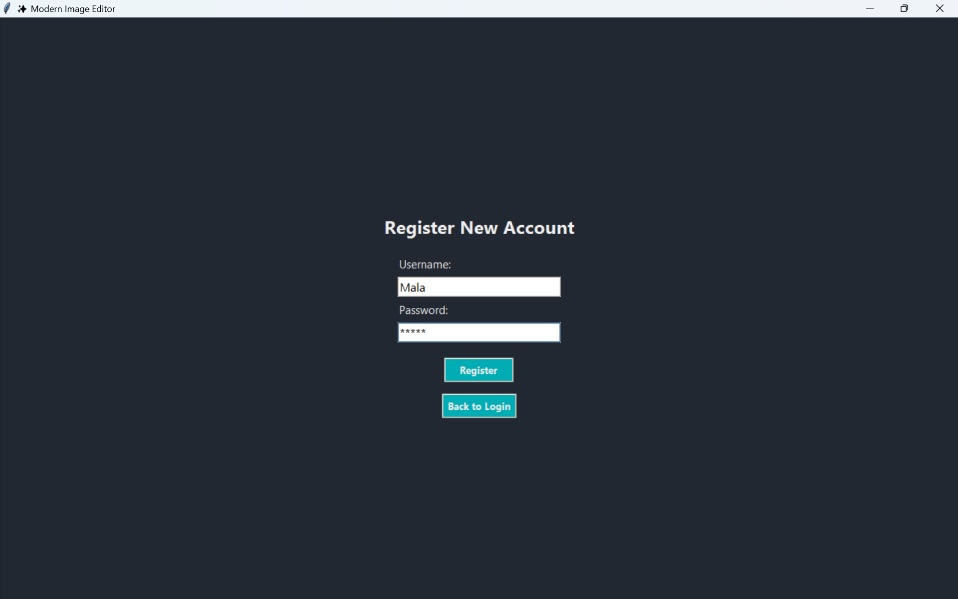 Modern Image Editor
Register New Account
Username:
Mala
Password:
*****
Register
Back to Login